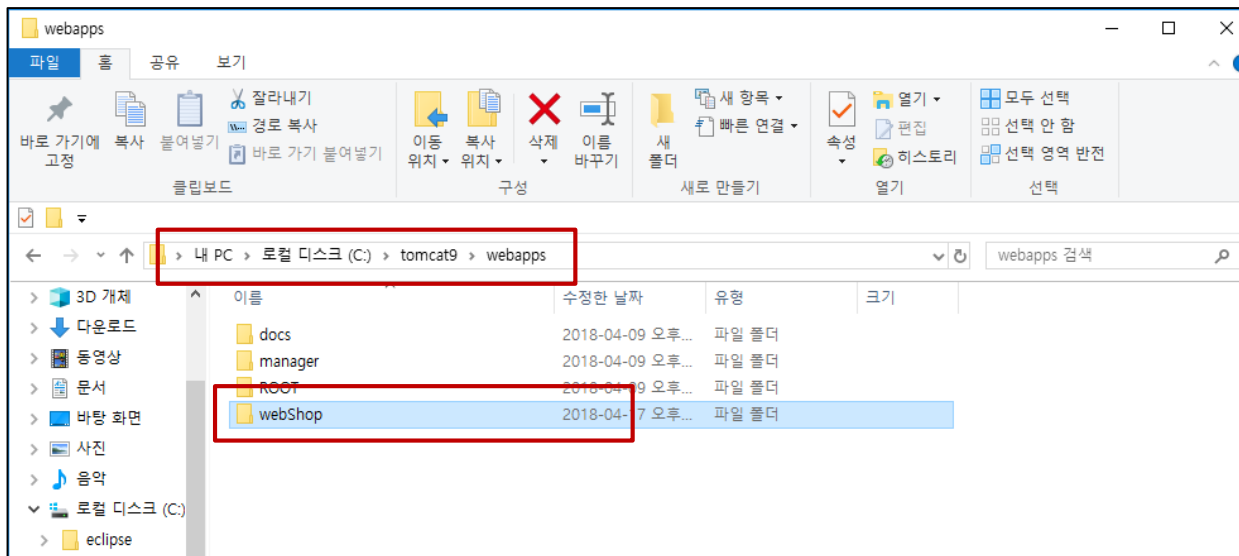 webapps
파일 홈 공유 보기
바로 가기에 고정
복사
붙여넣기
잘라내기
경로 복사
바로 가기 붙여넣기
클립보드
이동 위치
복사 위치
삭제
이름 바꾸기
구성
새 폴더
새 항목
빠른 연결
새로 만들기
속성
열기
편집
히스토리
열기
모두 선택
선택 안 함
선택 영역 반전
선택
내 PC › 로컬 디스크 (C:) › tomcat9 › webapps
webapps 검색
3D 개체
다운로드
동영상
문서
바탕 화면
사진
음악
로컬 디스크 (C:)
eclipse
이름 수정한 날짜 유형 크기
docs 2018-04-09 오후... 파일 폴더
manager 2018-04-09 오후... 파일 폴더
ROOT 2018-04-09 오후... 파일 폴더
webShop 2018-04-17 오후... 파일 폴더